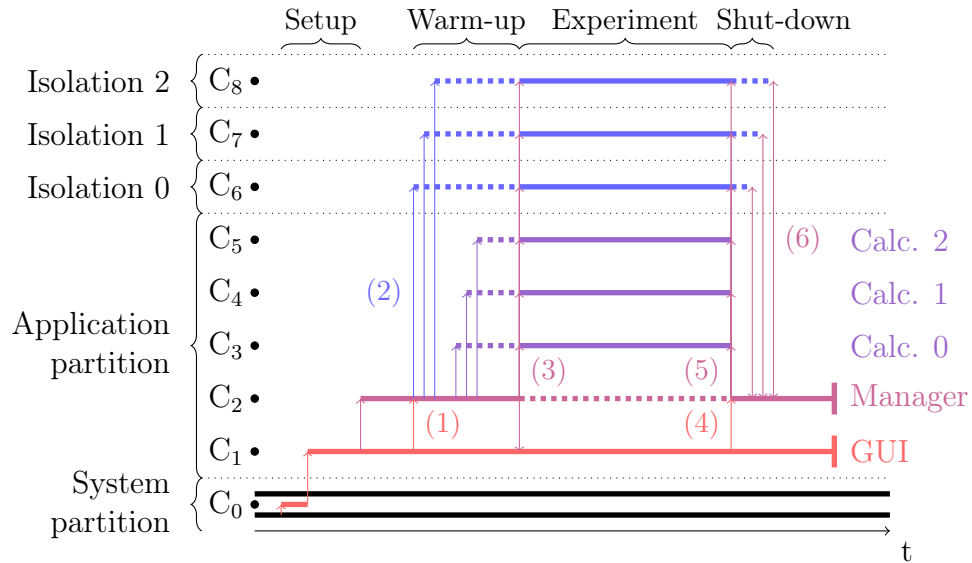 Setup Warm-up Experiment Shut-down
Isolation 2 C8
Isolation 1 C7
Isolation 0 C6
C5 (6) Calc. 2
(2) C4 Calc. 1
Application
partition
C3 Calc. 0
(3) (5)
C2 Manager
(1) (4)
C1 GUI
System
partition
C0
t